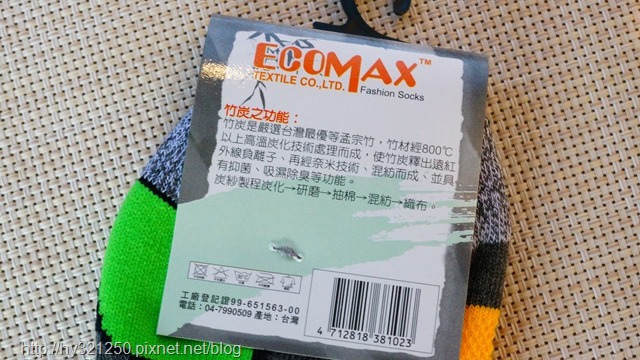 ECOMAX™
TEXTILE CO.,LTD. Fashion Socks
竹炭之功能：
竹炭是嚴選台灣最優等孟宗竹，竹材經800℃
以上高溫炭化技術處理而成，使竹炭釋出遠紅
外線負離子、再經奈米技術、混紡而成、並具
有抑菌、吸濕除臭等功能。
炭紗製程炭化→研磨→抽棉→混紡→織布。
工廠登記證99-651563-00
電話：04-7990509 產地：台灣
4 712818 381023
http://hy321250.pixnet.net/blog